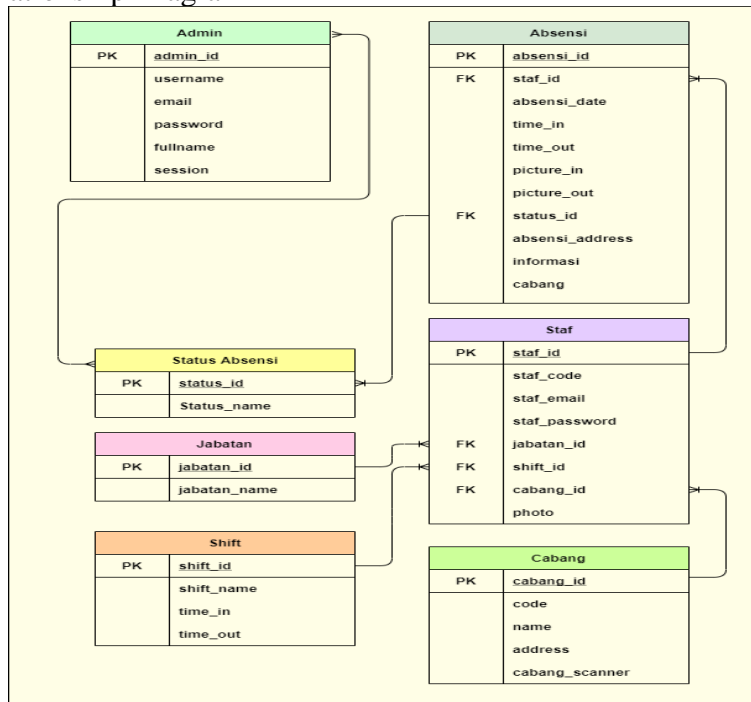 Admin
PK admin_id
username
email
password
fullname
session
Absensi
PK absensi_id
FK staf_id
absensi_date
time_in
time_out
picture_in
picture_out
FK status_id
absensi_address
informasi
cabang
Status Absensi
PK status_id
Status_name
Jabatan
PK jabatan_id
jabatan_name
Shift
PK shift_id
shift_name
time_in
time_out
Staf
PK staf_id
staf_code
staf_email
staf_password
FK jabatan_id
FK shift_id
FK cabang_id
photo
Cabang
PK cabang_id
code
name
address
cabang_scanner